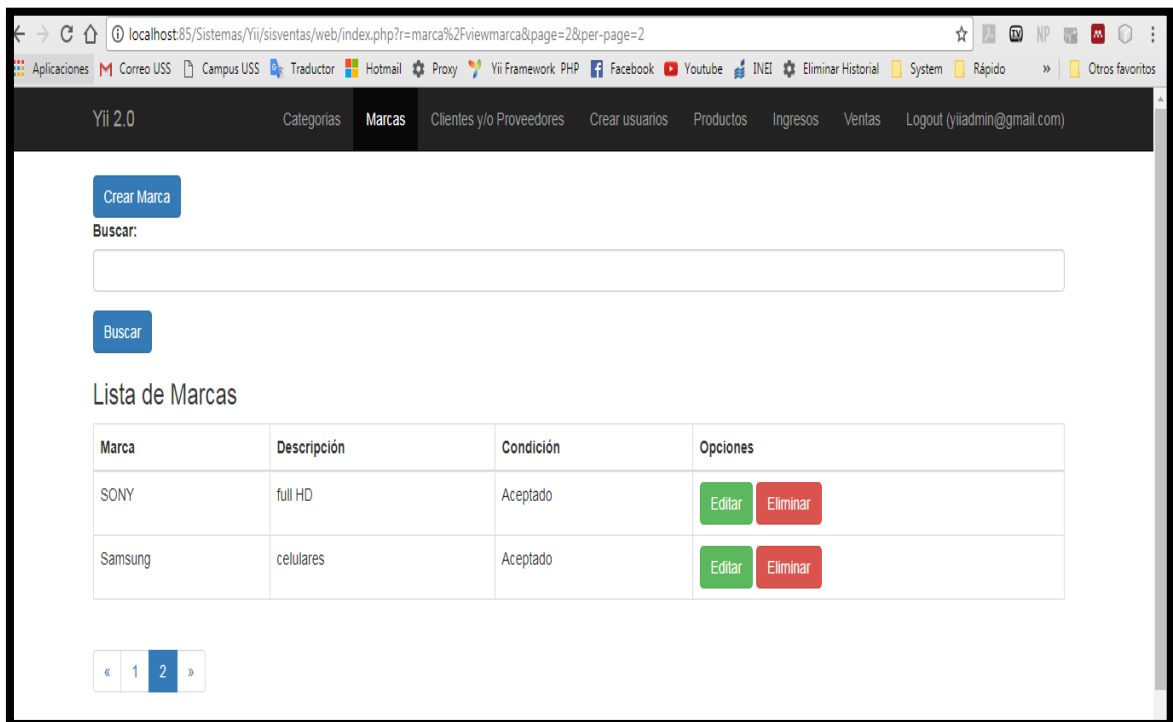 localhost:85/Sistemas/Yii/sisventas/web/index.php?r=marca%2Fviewmarca&page=2&per-page=2
NP
Aplicaciones Correo USS Campus USS Traductor Hotmail Proxy Yii Framework PHP Facebook Youtube INEI Eliminar Historial System Rápido » Otros favoritos
Yii 2.0 Categorias Marcas Clientes y/o Proveedores Crear usuarios Productos Ingresos Ventas Logout (yiiadmin@gmail.com)
Crear Marca
Buscar:
Buscar
Lista de Marcas
Marca Descripción Condición Opciones
SONY full HD Aceptado Editar Eliminar
Samsung celulares Aceptado Editar Eliminar
« 1 2 »